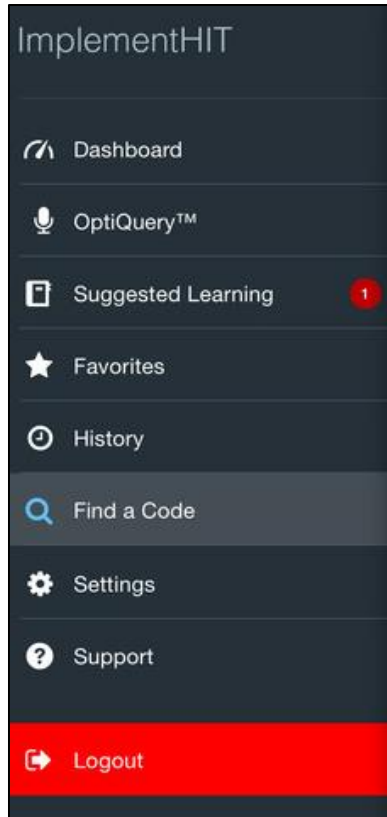 ImplementHIT
Dashboard
OptiQuery™
Suggested Learning 1
Favorites
History
Find a Code
Settings
? Support
Logout